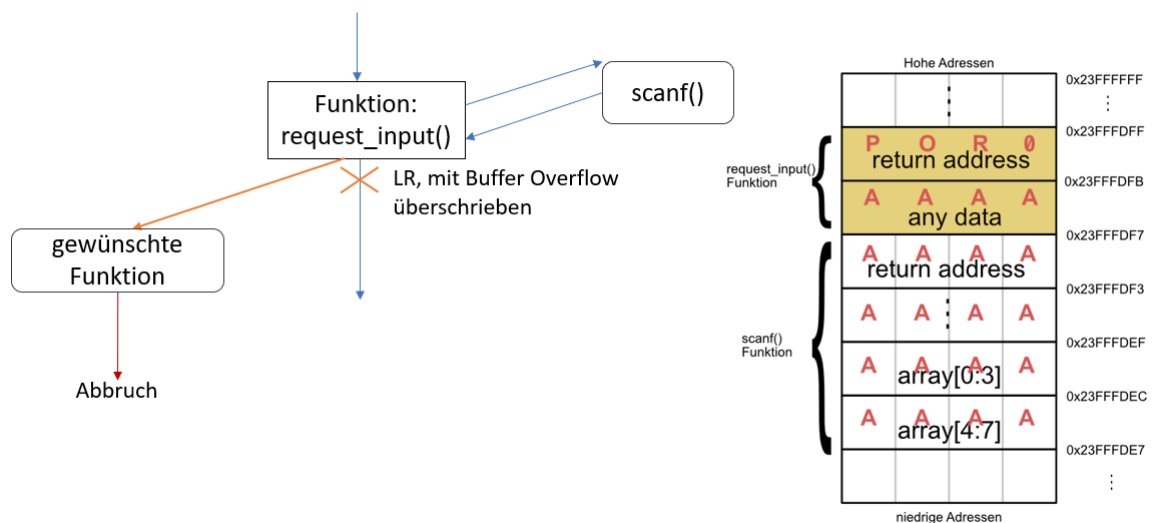 Funktion:
request_input()
scanf()
LR, mit Buffer Overflow
überschrieben
gewünschte
Funktion
Abbruch
Hohe Adressen
0x23FFFFFF
0x23FFFDFF
P O R 0
return address
request_input()
Funktion
0x23FFFDFB
A A A A
any data
0x23FFFDF7
A A A A
return address
0x23FFFDF3
A A A A
scanf()
Funktion
0x23FFFDEF
A A A A
array[0:3]
0x23FFFDEC
A A A A
array[4:7]
0x23FFFDE7
niedrige Adressen